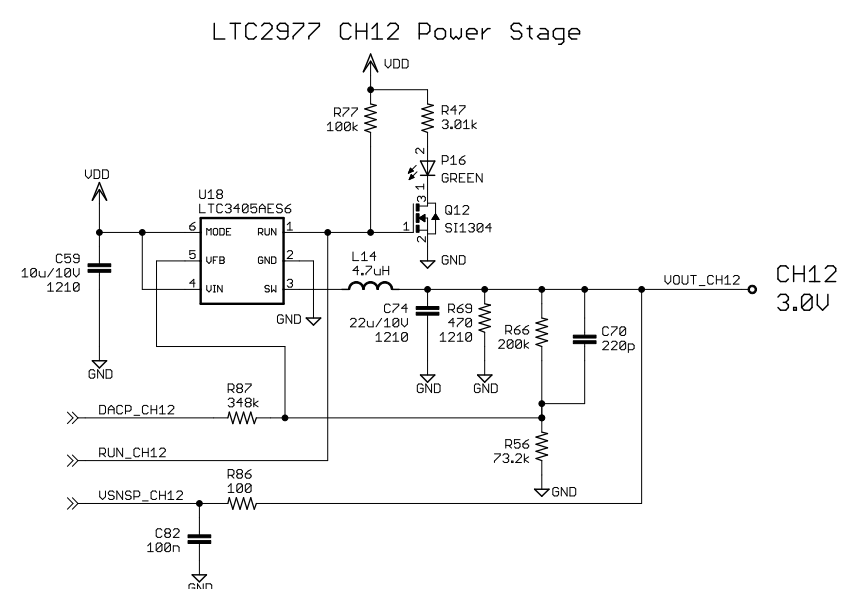 LTC2977 CH12 Power Stage
VDD
R77
100k
R47
3.01k
2
P16
GREEN
1
3
Q12
SI1304
1
2
GND
VDD
U18
LTC3405AES6
6 MODE RUN 1
5 VFB GND 2
4 VIN SW 3
C59
10u/10V
1210
GND
GND
L14
4.7uH
C74
22u/10V
1210
GND
R69
470
1210
GND
R66
200k
C70
220p
VOUT_CH12
CH12
3.0V
DACP_CH12
R87
348k
R56
73.2k
GND
RUN_CH12
VSNSP_CH12
R86
100
C82
100n
GND